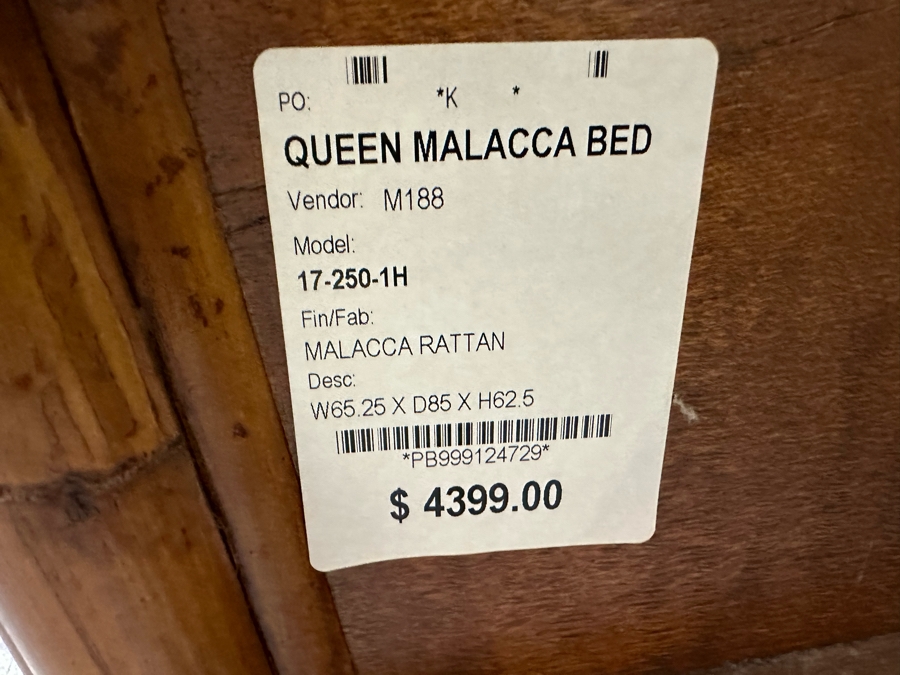 PO: *K *
QUEEN MALACCA BED
Vendor: M188
Model:
17-250-1H
Fin/Fab:
MALACCA RATTAN
Desc:
W65.25 X D85 X H62.5
*PB999124729*
$ 4399.00